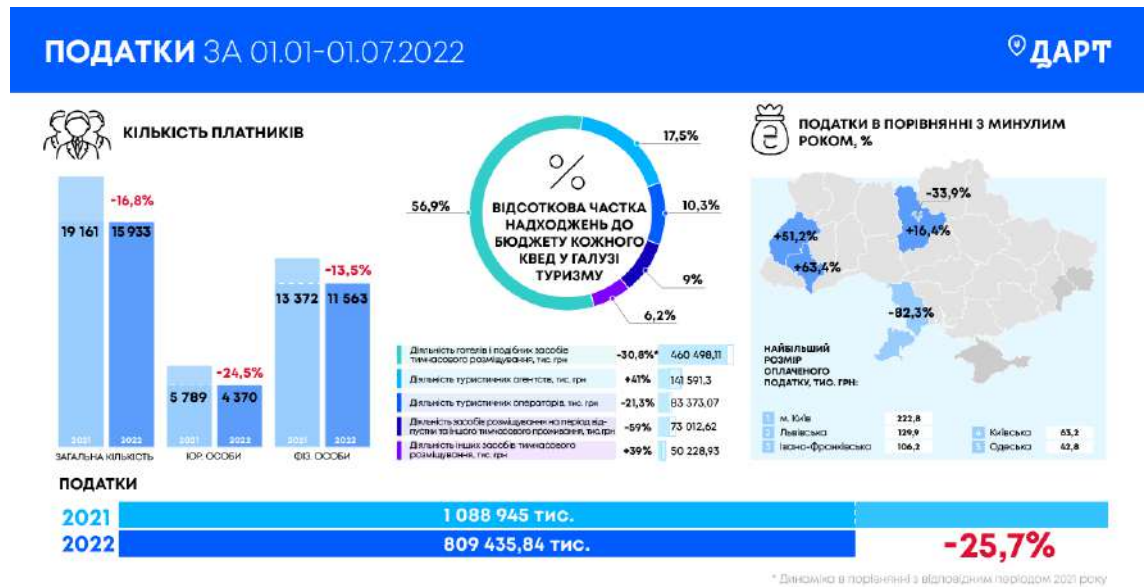 ПОДАТКИ ЗА 01.01-01.07.2022
ДАРТ
КІЛЬКІСТЬ ПЛАТНИКІВ
-16,8%
19 161
15 933
2021
2022
ЗАГАЛЬНА КІЛЬКІСТЬ
-24,5%
5 789
4 370
2021
2022
ЮР. ОСОБИ
-13,5%
13 372
11 563
2021
2022
ФІЗ. ОСОБИ
%
ВІДСОТКОВА ЧАСТКА
НАДХОДЖЕНЬ ДО
БЮДЖЕТУ КОЖНОГО
КВЕД У ГАЛУЗІ
ТУРИЗМУ
56,9%
17,5%
10,3%
9%
6,2%
Діяльність готелів і подібних засобів
тимчасового розміщування, тис. грн
-30,8%*
460 498,11
Діяльність туристичних агентств, тис. грн
+41%
141 591,3
Діяльність туристичних операторів, тис. грн
-21,3%
83 373,07
Діяльність засобів розміщування на період від-
пустки та іншого тимчасового проживання, тис.грн
-59%
73 012,62
Діяльність інших засобів тимчасового
розміщування, тис. грн
+39%
50 228,93
ПОДАТКИ В ПОРІВНЯННІ З МИНУЛИМ
РОКОМ, %
-33,9%
+16,4%
+51,2%
+63,4%
-82,3%
НАЙБІЛЬШИЙ
РОЗМІР
ОПЛАЧЕНОГО
ПОДАТКУ, ТИС. ГРН:
1 м. Київ 222,8
2 Львівська 129,9
3 Івано-Франківська 106,2
4 Київська 63,2
5 Одеська 42,8
ПОДАТКИ
2021 1 088 945 тис.
2022 809 435,84 тис.
-25,7%
* Динаміка в порівнянні з відповідним періодом 2021 року